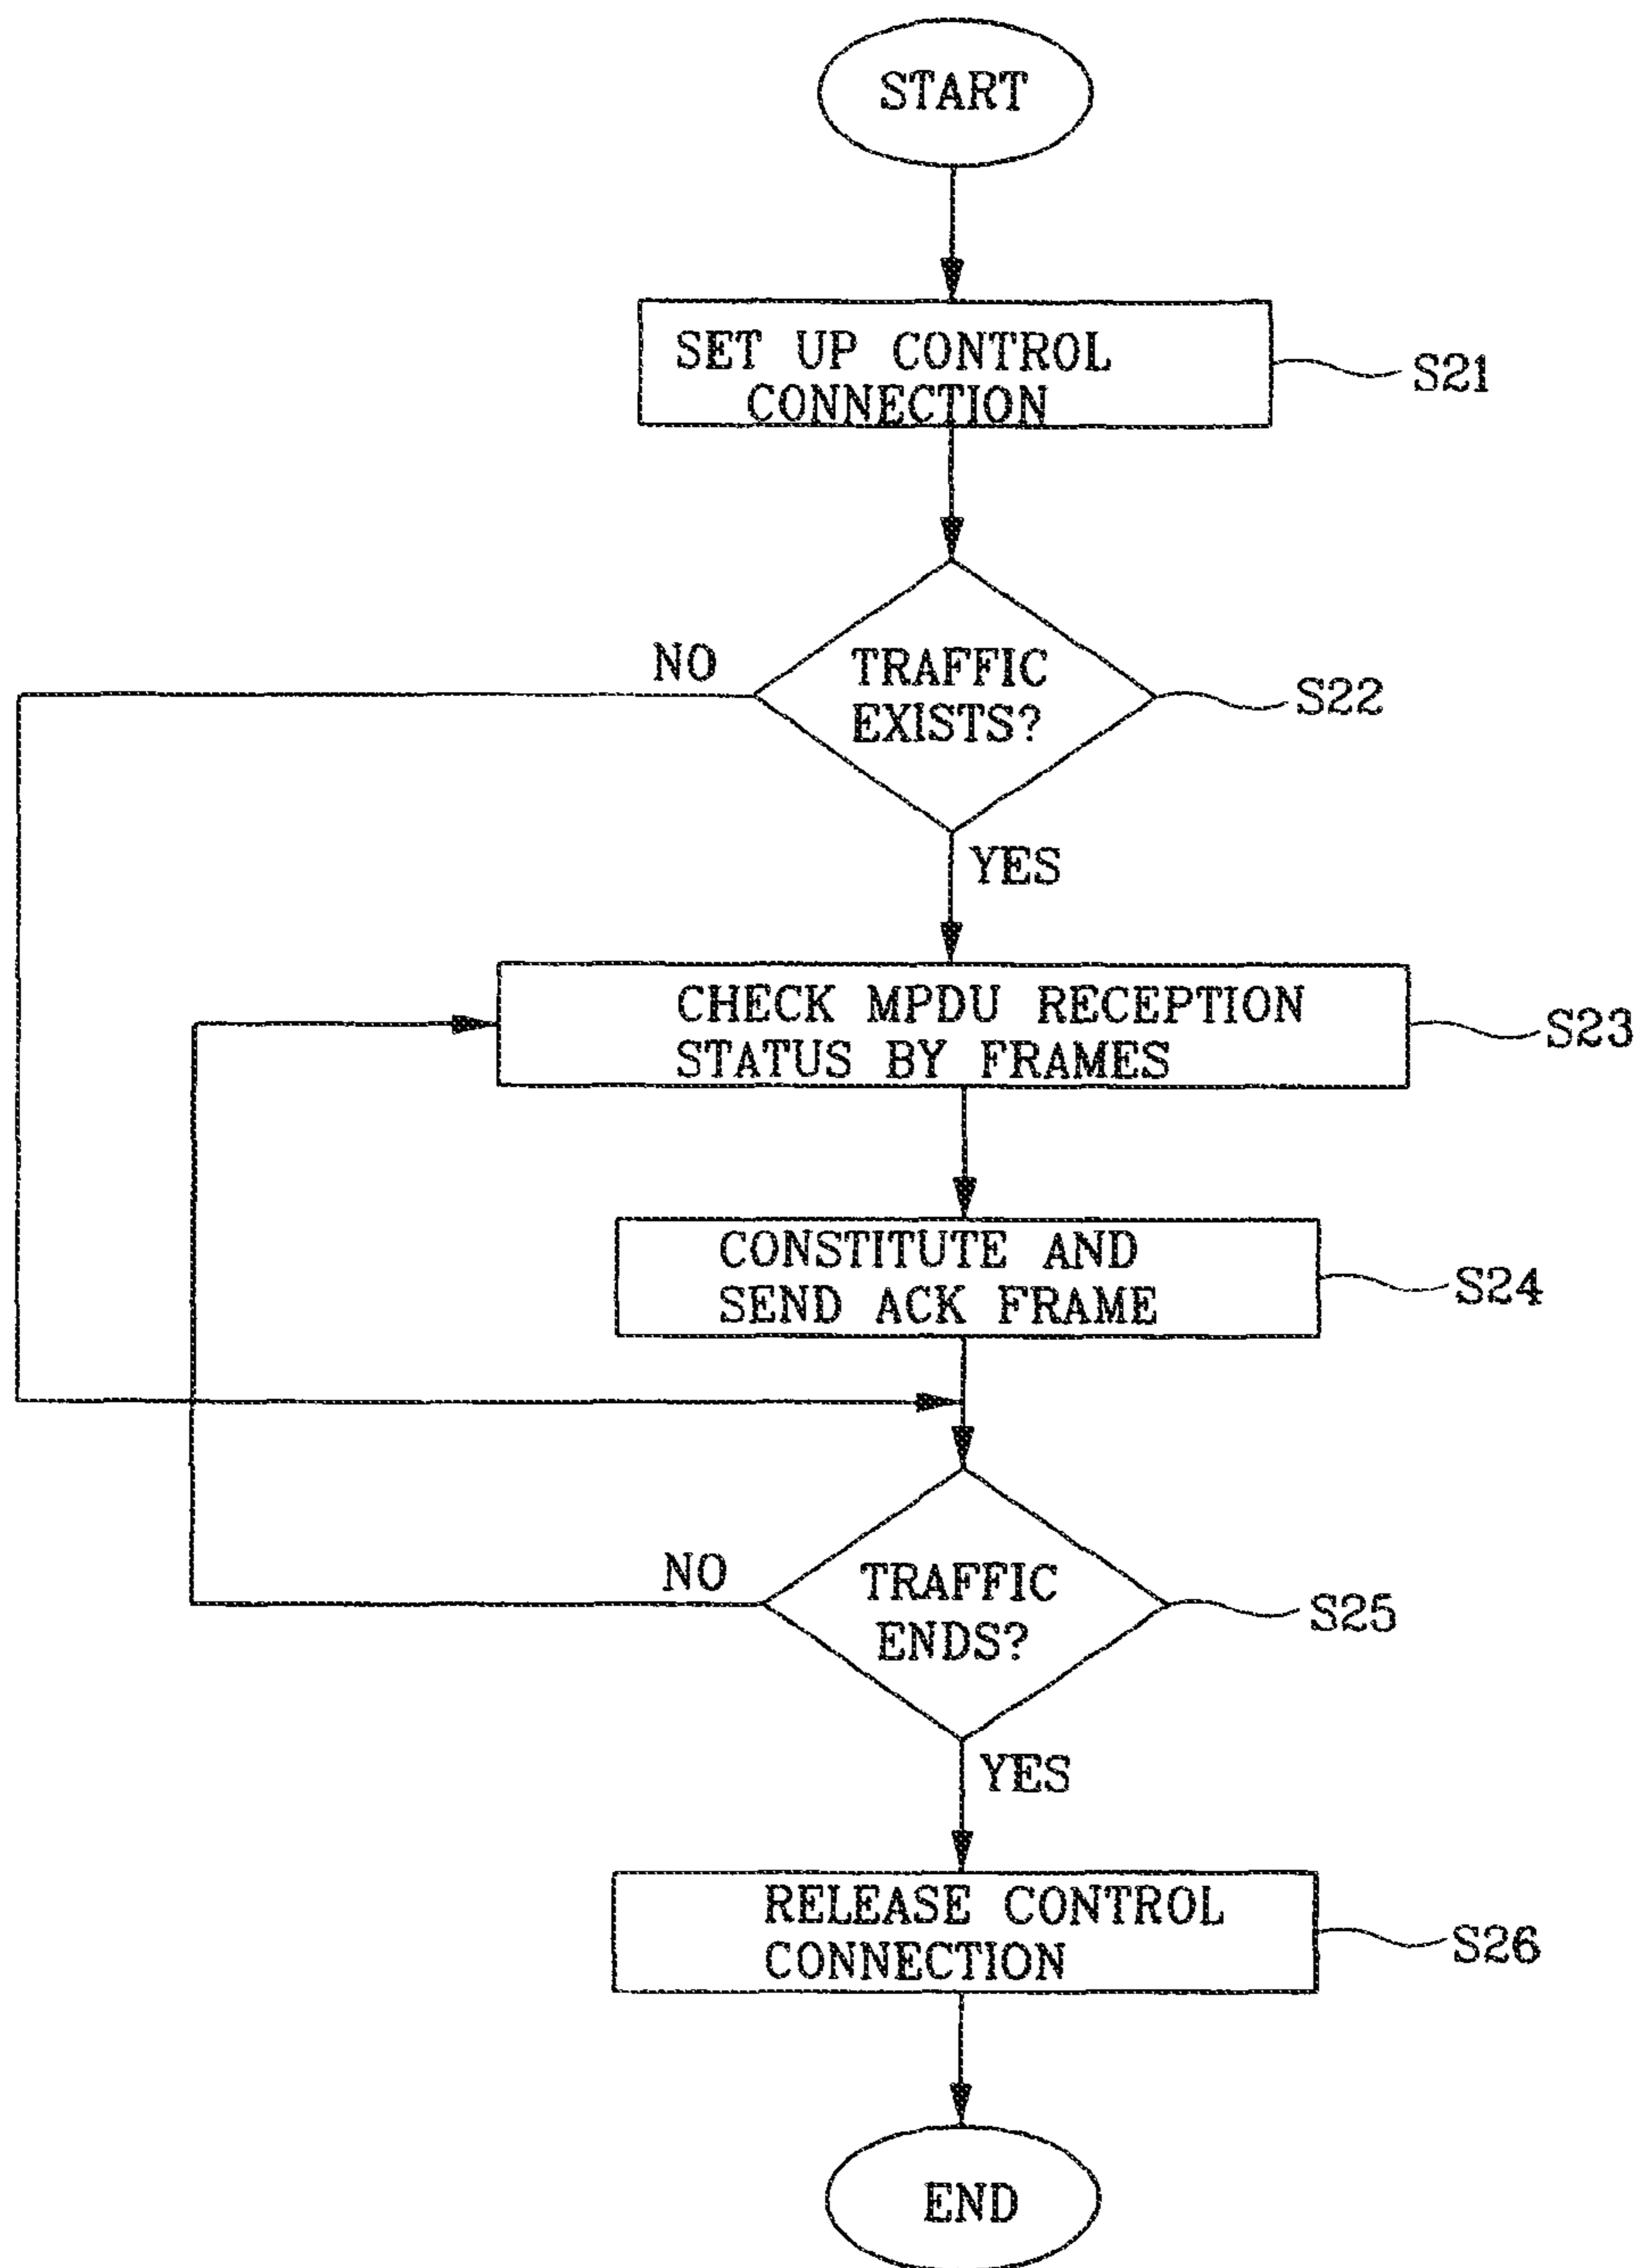 START
SET UP CONTROL
CONNECTION
S21
NO
TRAFFIC
EXISTS?
S22
YES
CHECK MPDU RECEPTION
STATUS BY FRAMES
S23
CONSTITUTE AND
SEND ACK FRAME
S24
NO
TRAFFIC
ENDS?
S25
YES
RELEASE CONTROL
CONNECTION
S26
END